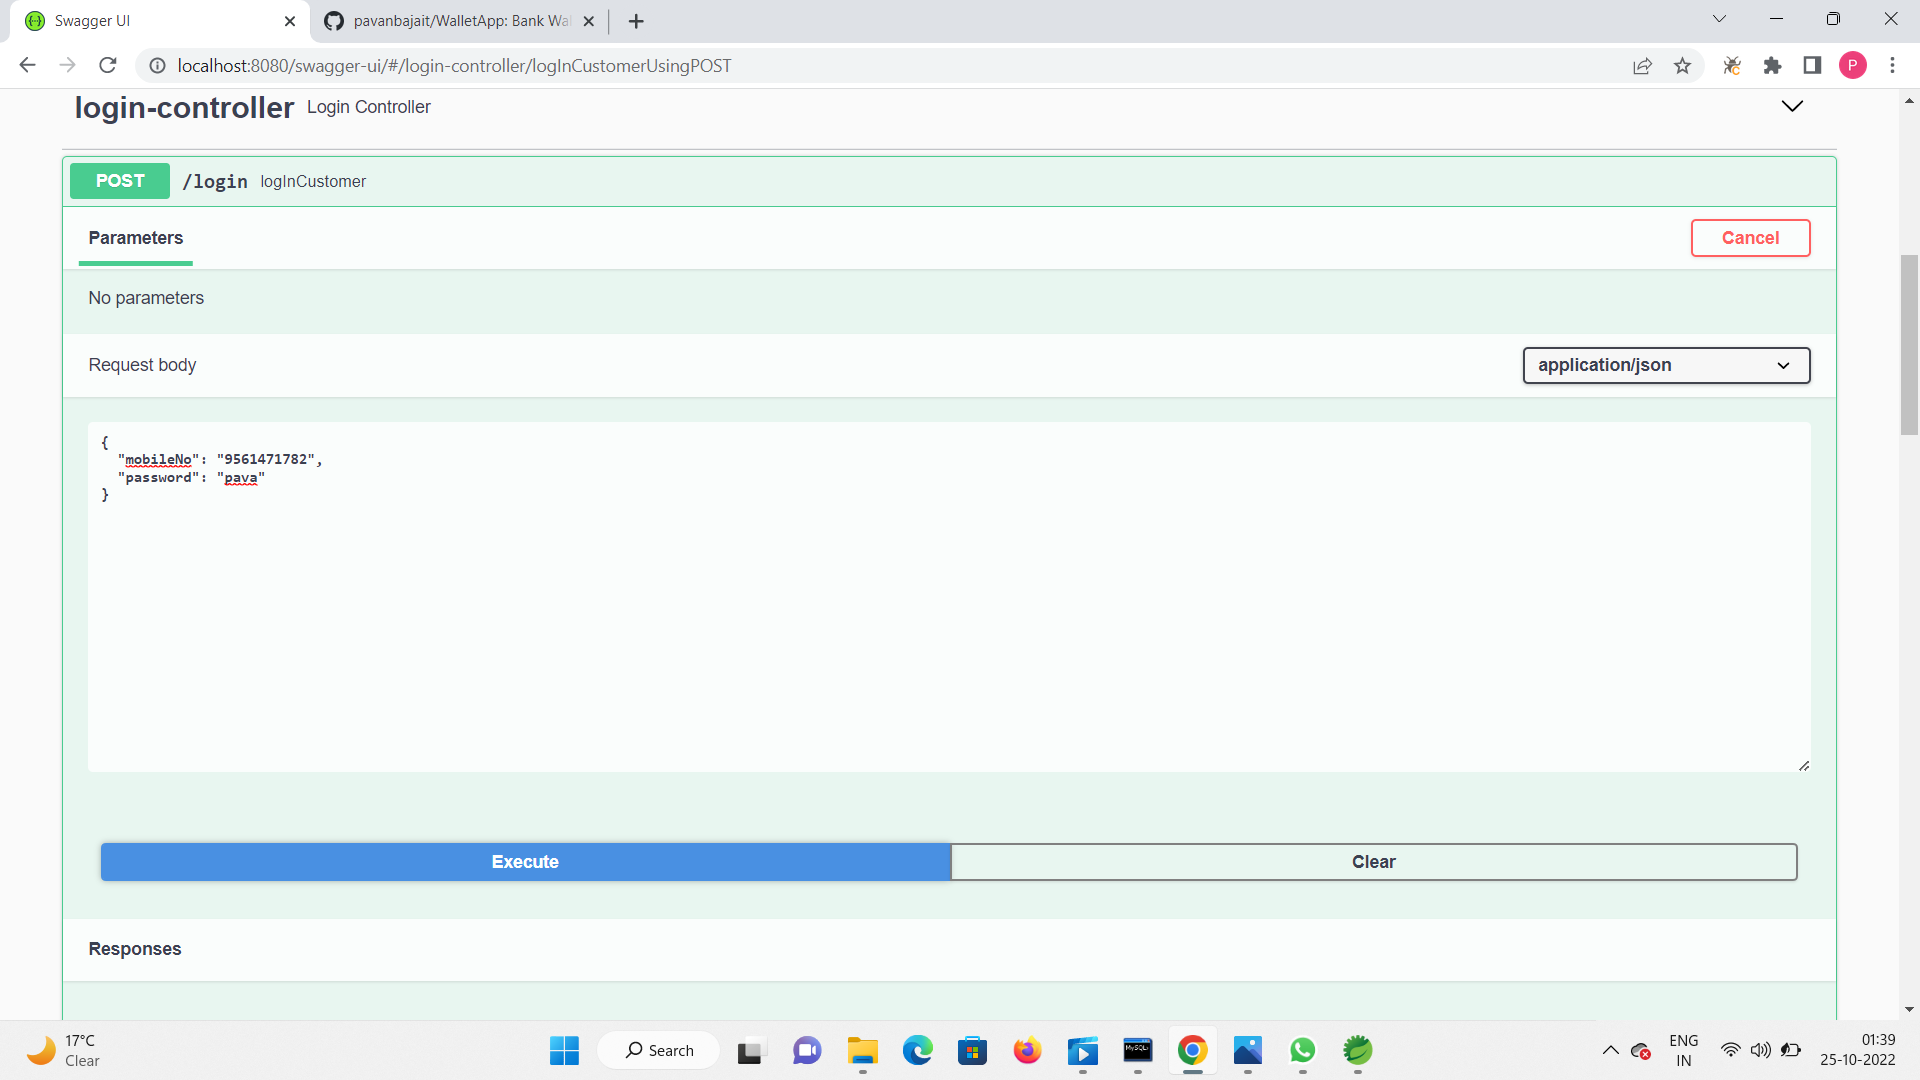 Swagger UI
pavanbajait/WalletApp: Bank Wa
localhost:8080/swagger-ui/#/login-controller/logInCustomerUsingPOST
P
login-controller Login Controller
POST /login logInCustomer
Parameters
Cancel
No parameters
Request body
application/json
{
"mobileNo": "9561471782",
"password": "pava"
}
Execute
Clear
Responses
17°C
Clear
Search
MySQL
ENG
IN
01:39
25-10-2022